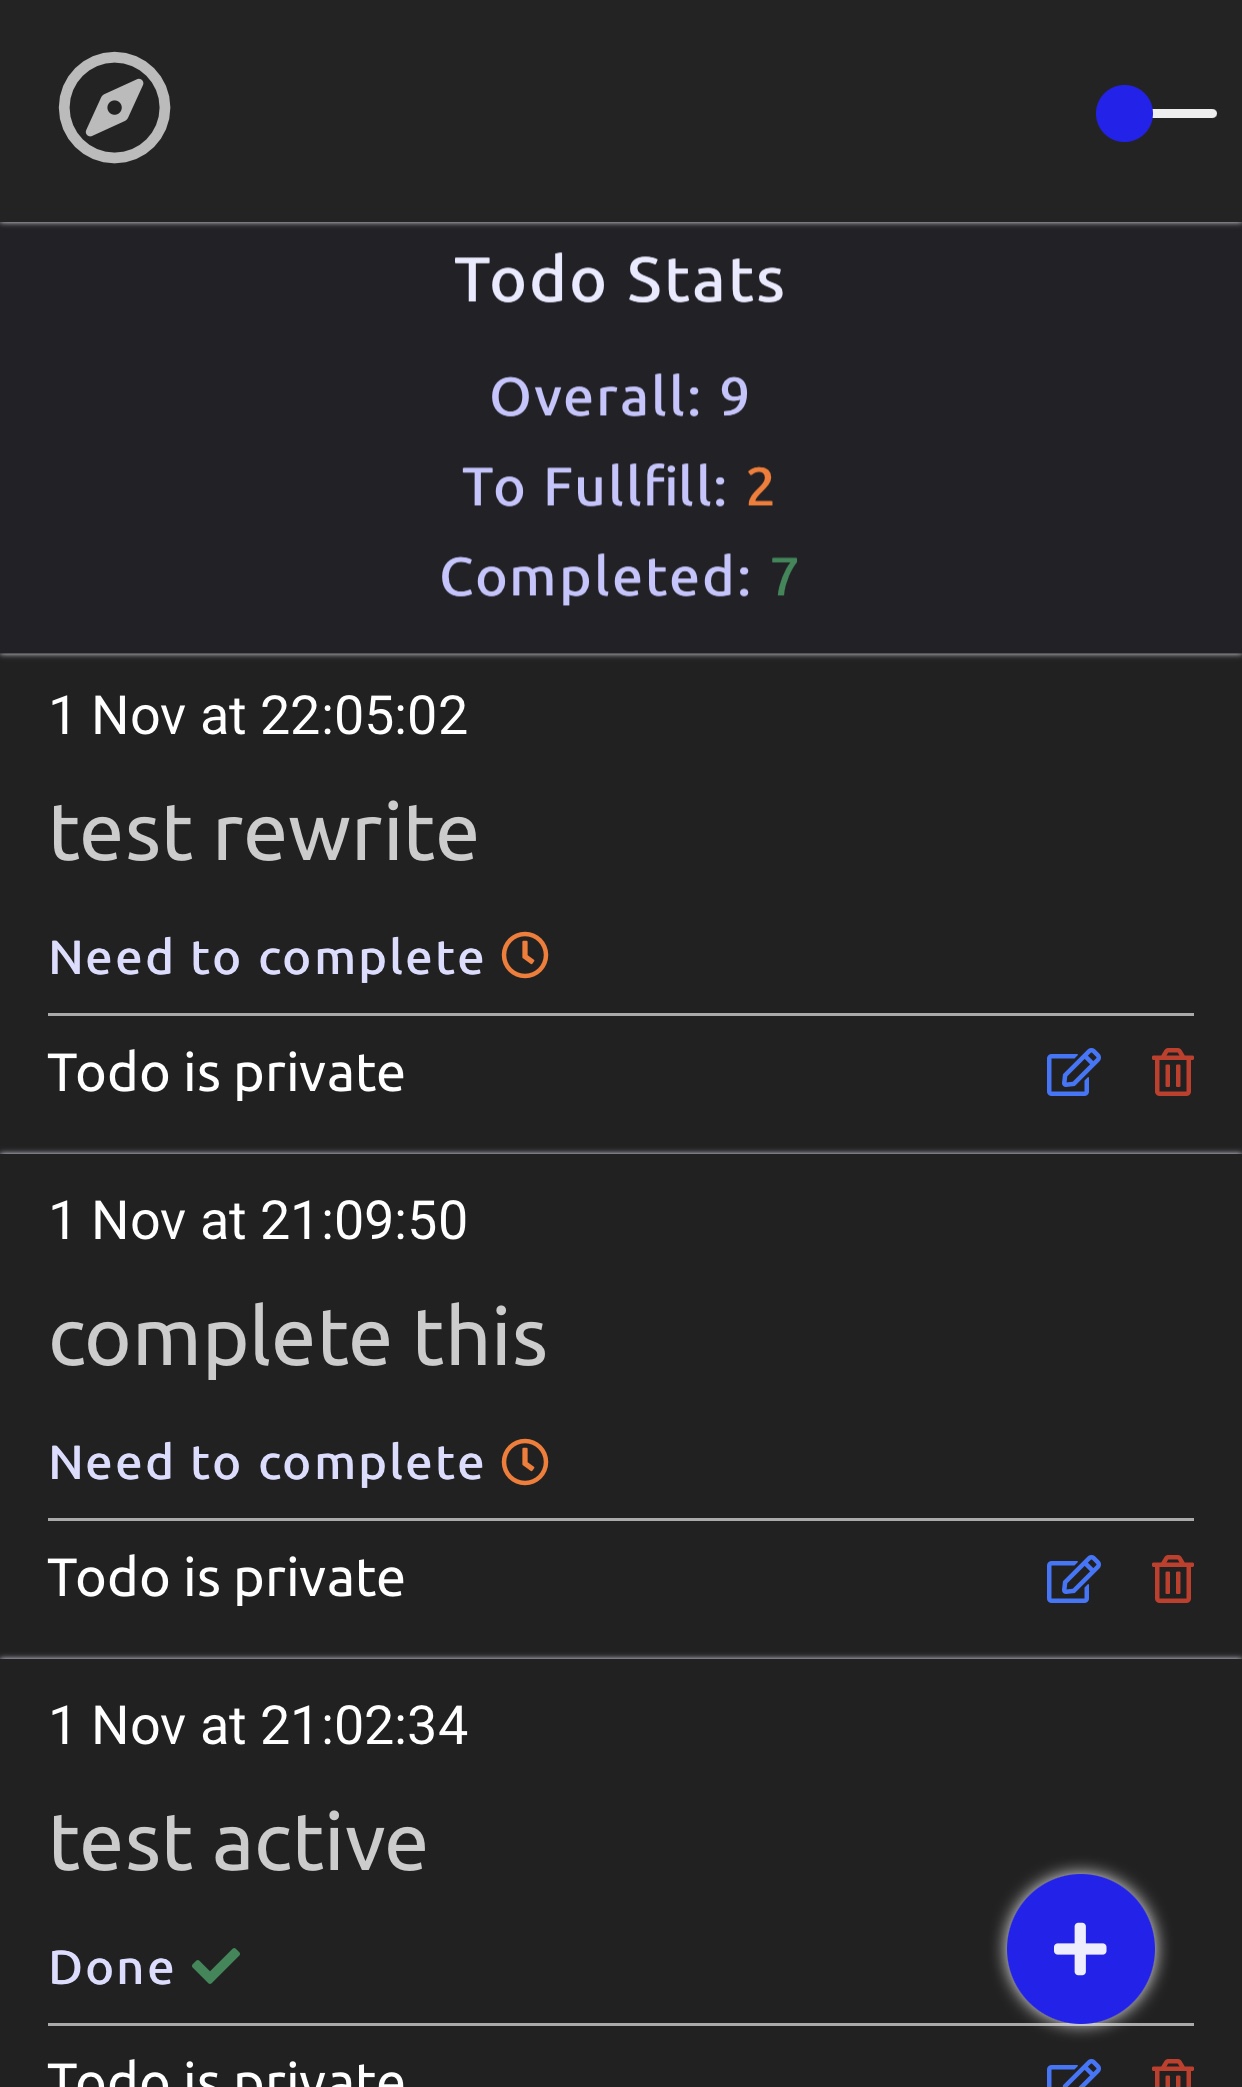 Todo Stats
Overall: 9
To Fullfill: 2
Completed: 7
1 Nov at 22:05:02
test rewrite
Need to complete
Todo is private
1 Nov at 21:09:50
complete this
Need to complete
Todo is private
1 Nov at 21:02:34
test active
Done
Todo is private